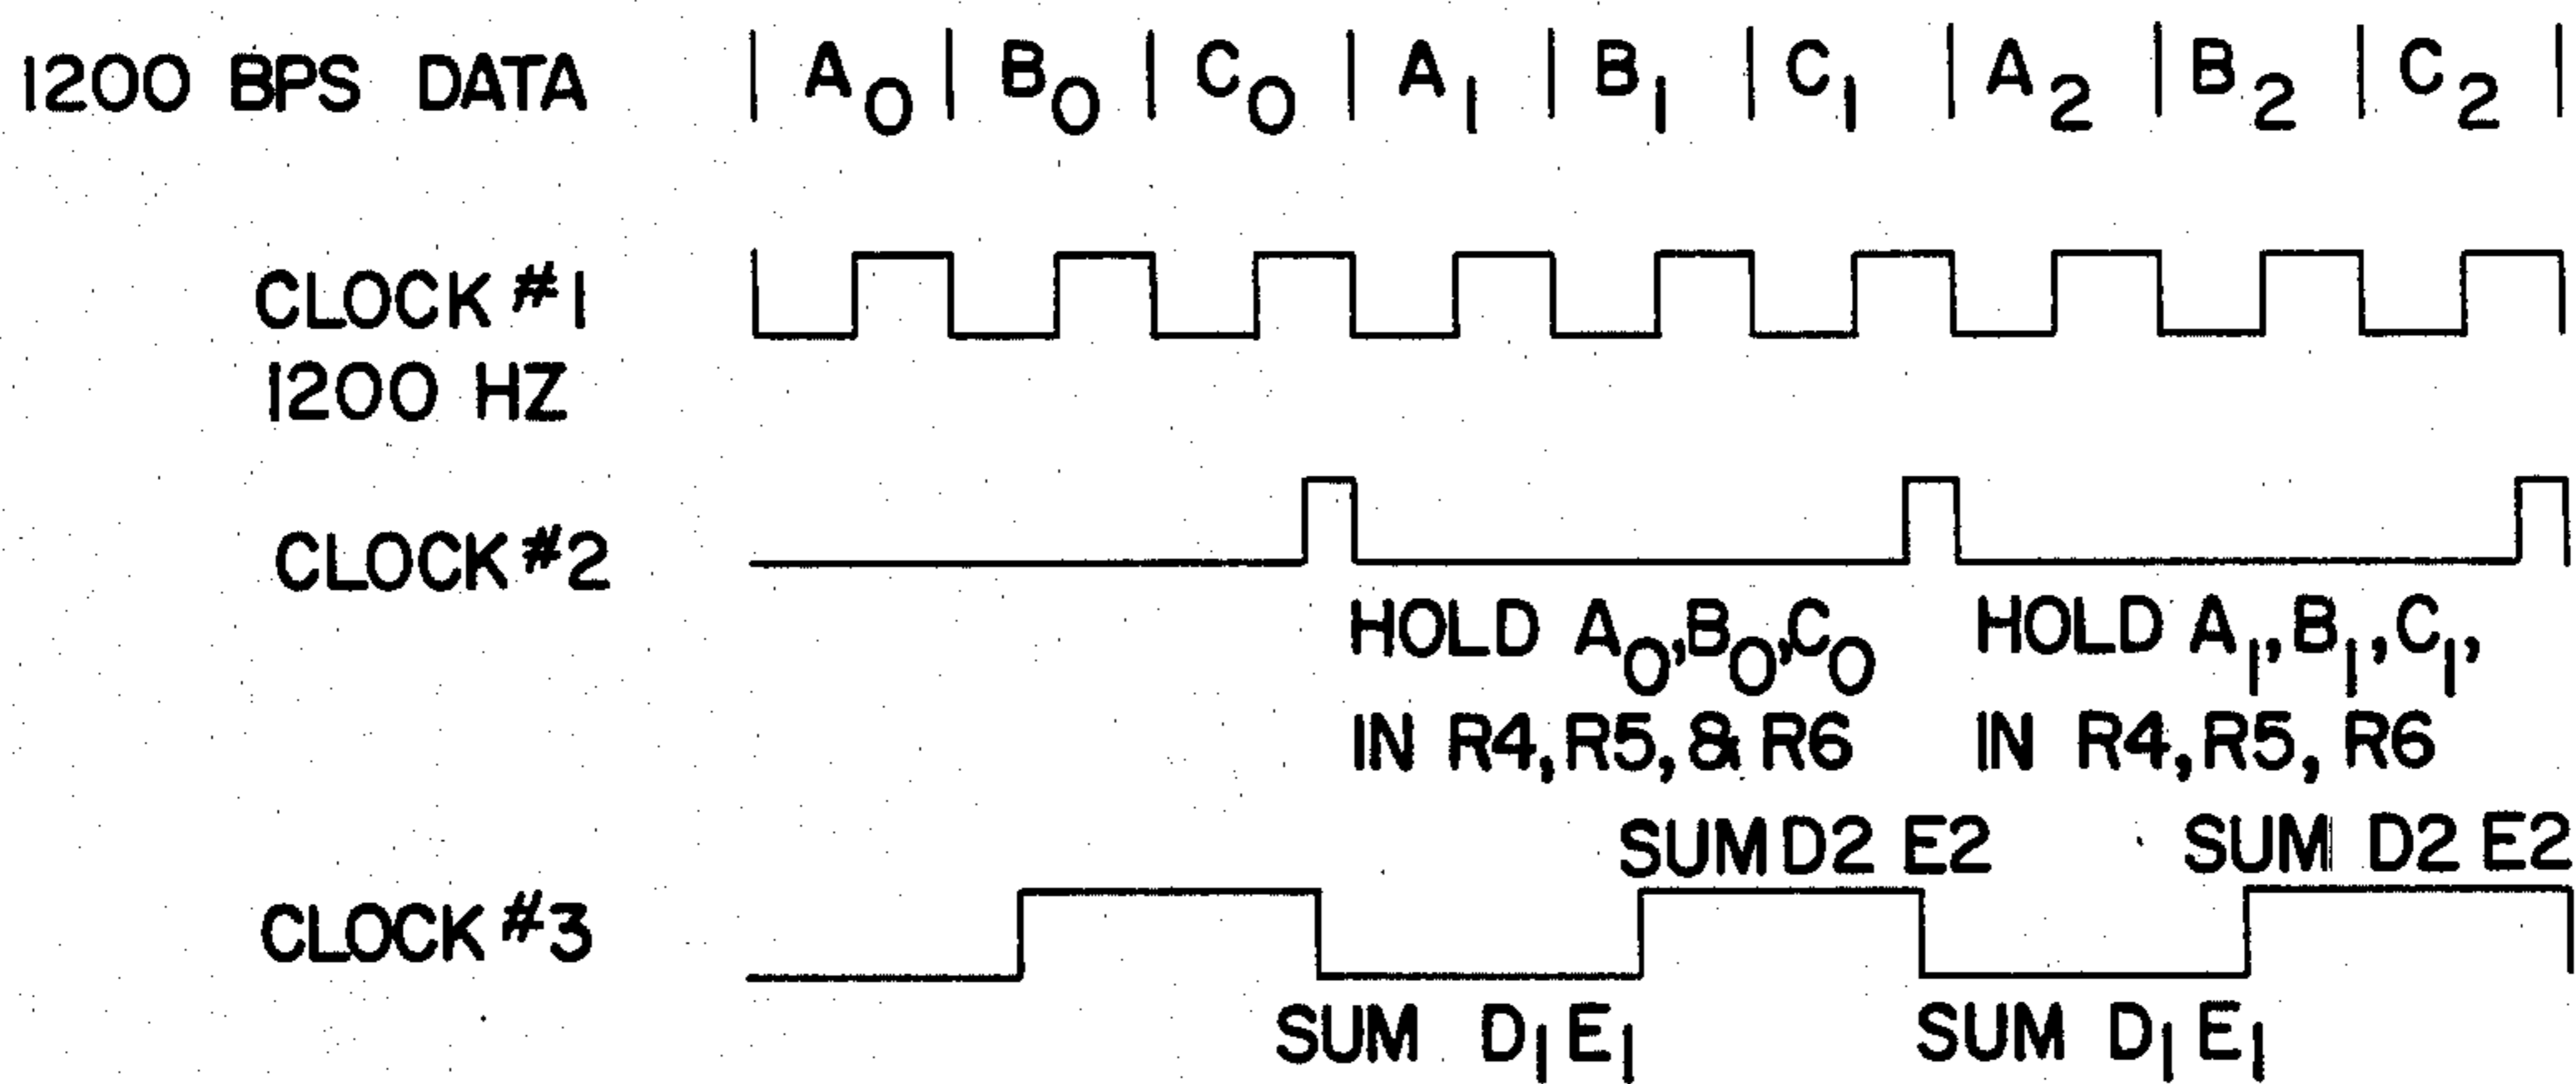 1200 BPS DATA | A₀ | B₀ | C₀ | A₁ | B₁ | C₁ | A₂ | B₂ | C₂ |
CLOCK #1
1200 HZ
CLOCK #2
HOLD A₀,B₀,C₀ HOLD A₁,B₁,C₁,
IN R4,R5,& R6 IN R4,R5, R6
SUM D2 E2 SUM D2 E2
CLOCK #3
SUM D₁ E₁ SUM D₁ E₁